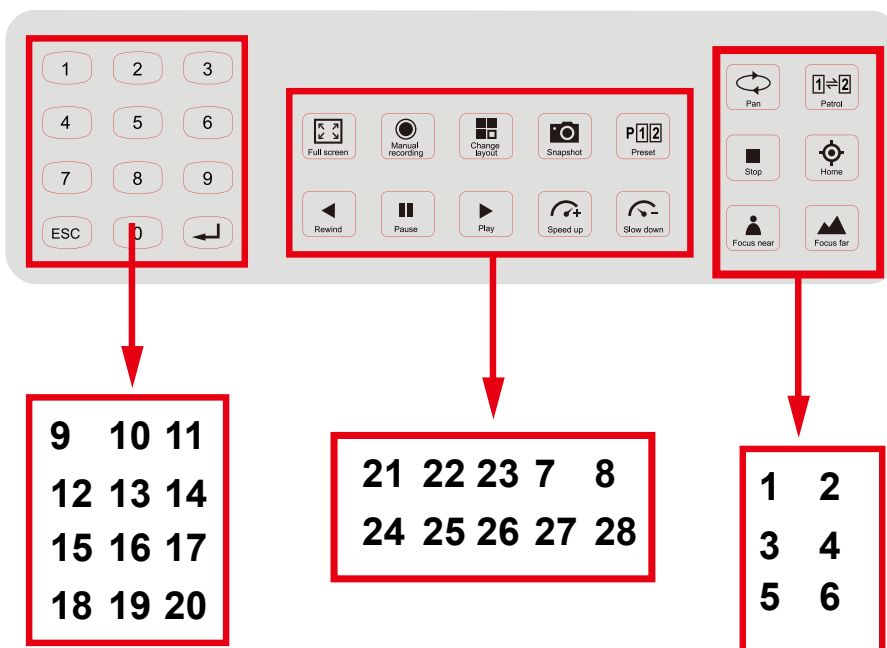 1 2 3
4 5 6
7 8 9
ESC 0
Full screen
Manual
recording
Change
layout
Snapshot
P12
Preset
Rewind
Pause
Play
Speed up
Slow down
Pan
1 2
Patrol
Stop
Home
Focus near
Focus far
9 10 11
12 13 14
15 16 17
18 19 20
21 22 23 7 8
24 25 26 27 28
1 2
3 4
5 6